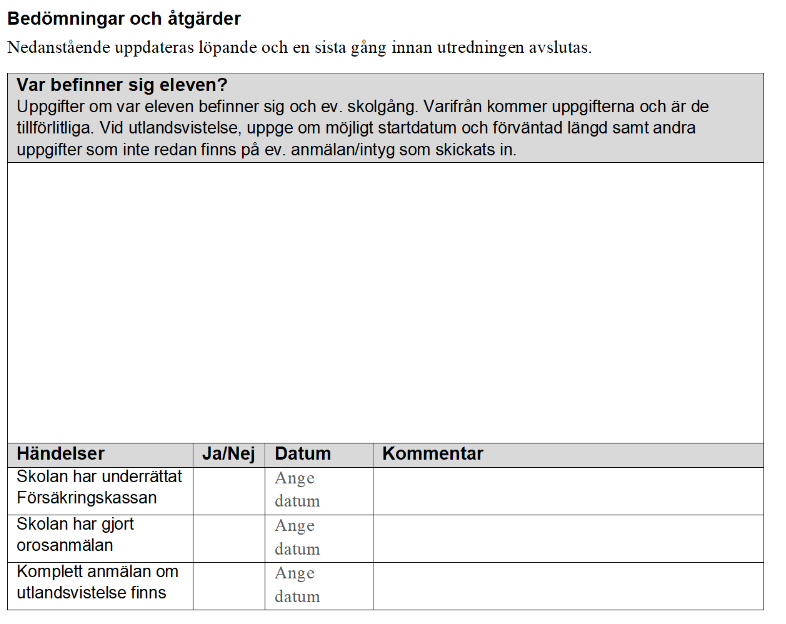 Bedömningar och åtgärder
Nedanstående uppdateras löpande och en sista gång innan utredningen avslutas.
Var befinner sig eleven?
Uppgifter om var eleven befinner sig och ev. skolgång. Varifrån kommer uppgifterna och är de
tillförlitliga. Vid utlandsvistelse, uppge om möjligt startdatum och förväntad längd samt andra
uppgifter som inte redan finns på ev. anmälan/intyg som skickats in.
Händelser Ja/Nej Datum Kommentar
Skolan har underrättat Ange
Försäkringskassan datum
Skolan har gjort Ange
orosanmälan datum
Komplett anmälan om Ange
utlandsvistelse finns datum